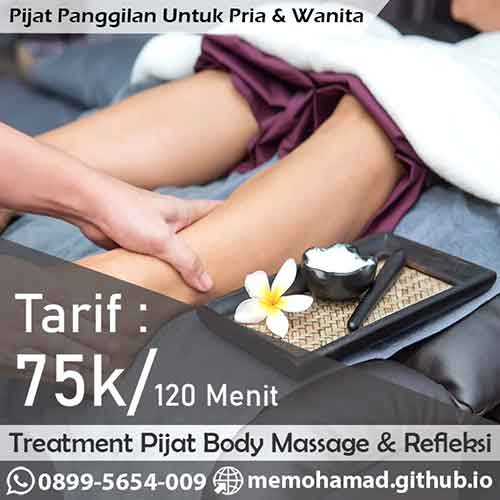 Pijat Panggilan Untuk Pria & Wanita
Tarif :
75k/120 Menit
Treatment Pijat Body Massage & Refleksi
0899-5654-009 memohamad.github.io